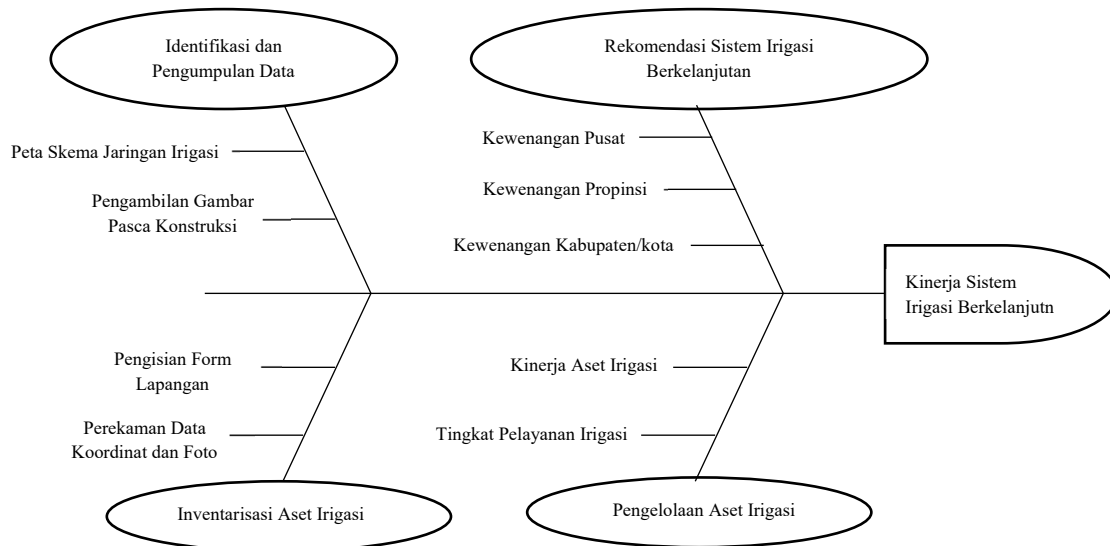 Identifikasi dan
Pengumpulan Data
Rekomendasi Sistem Irigasi
Berkelanjutan
Peta Skema Jaringan Irigasi
Pengambilan Gambar
Pasca Konstruksi
Kewenangan Pusat
Kewenangan Propinsi
Kewenangan Kabupaten/kota
Kinerja Sistem
Irigasi Berkelanjutn
Pengisian Form
Lapangan
Perekaman Data
Koordinat dan Foto
Kinerja Aset Irigasi
Tingkat Pelayanan Irigasi
Inventarisasi Aset Irigasi
Pengelolaan Aset Irigasi